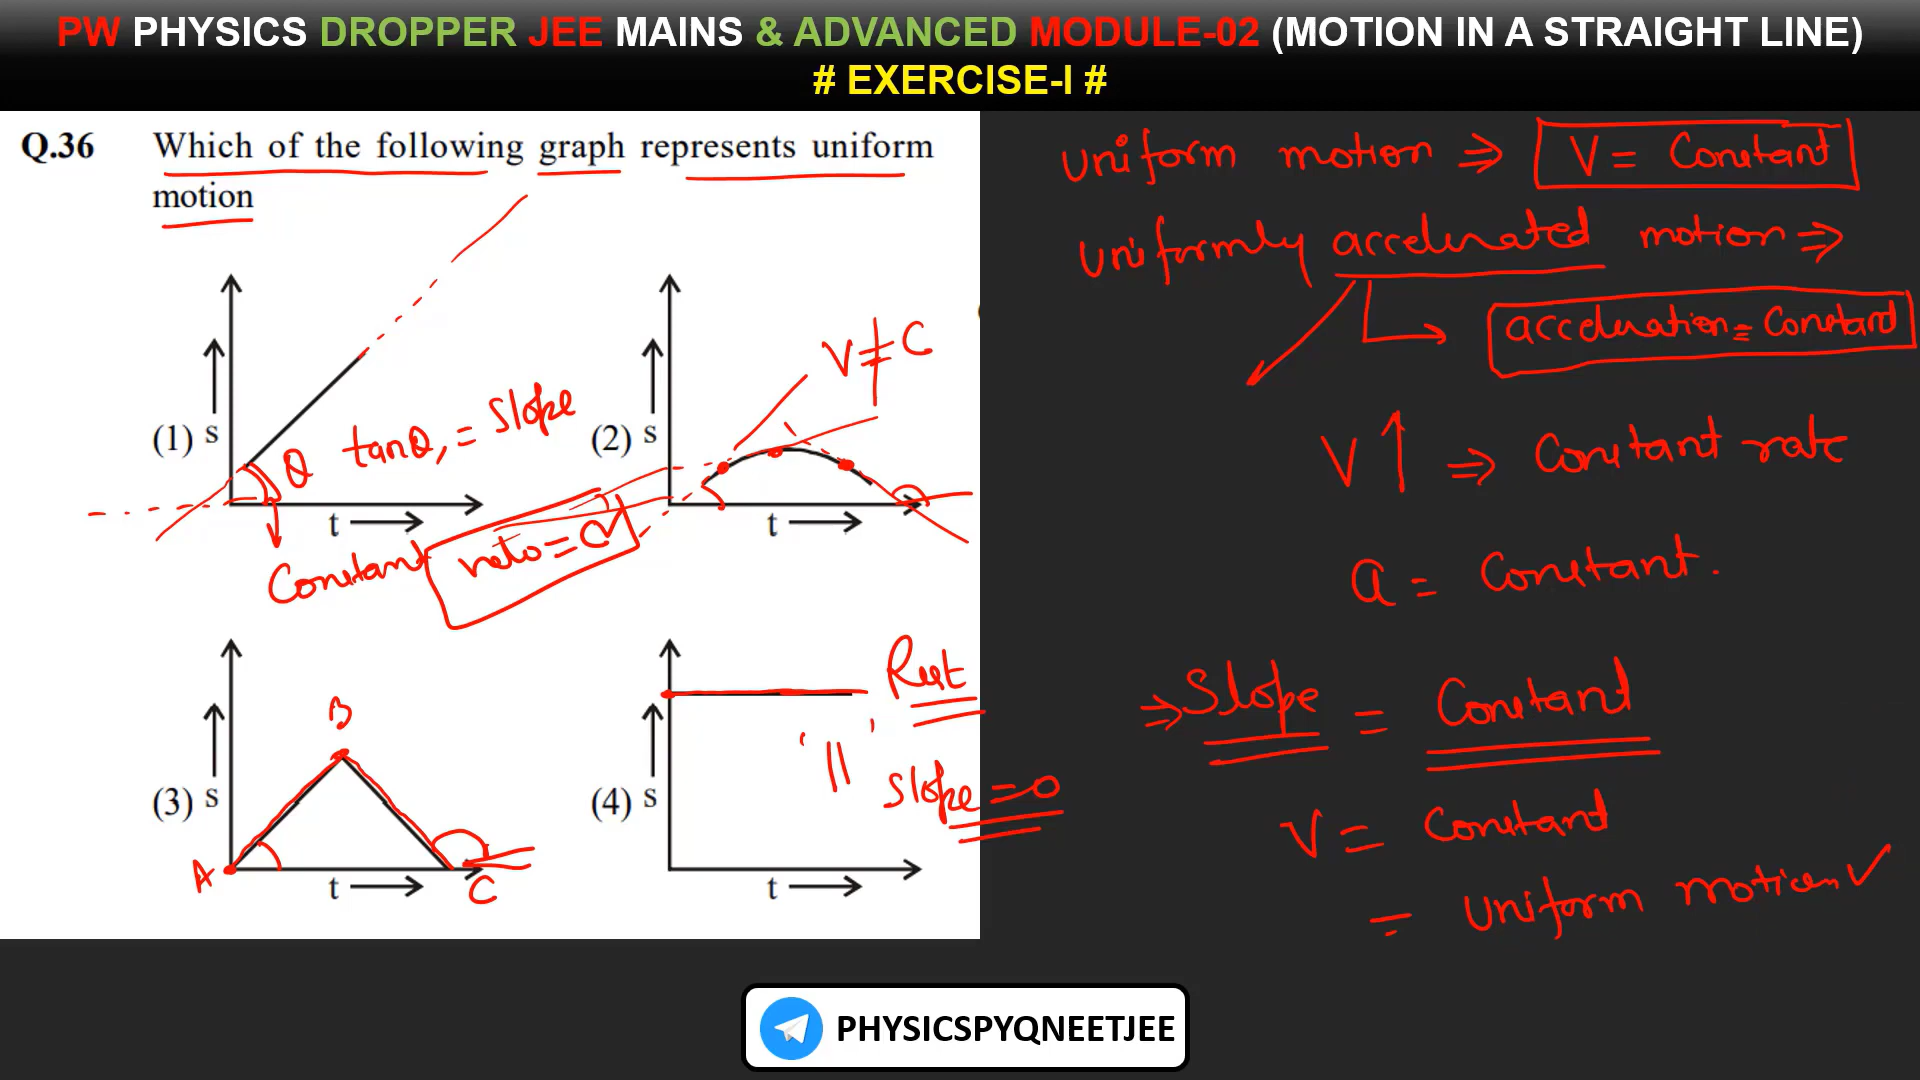 PW PHYSICS DROPPER JEE MAINS & ADVANCED MODULE-02 (MOTION IN A STRAIGHT LINE)
# EXERCISE-I #
Q.36 Which of the following graph represents uniform
motion
(1) s
t
θ tanθ, = slope
Constant
ratio = C
(2) s
t
V ≠ C
(3) s
t
A
B
C
(4) s
t
Rest
" || "
slope = 0
uniform motion ⇒ V = Constant
uniformly accelerated motion ⇒
acceleration = Constant
V ↑ ⇒ Constant rate
a = Constant.
⇒ Slope = Constant
V = Constant
= Uniform motion ✓
PHYSICSPYQNEETJEE